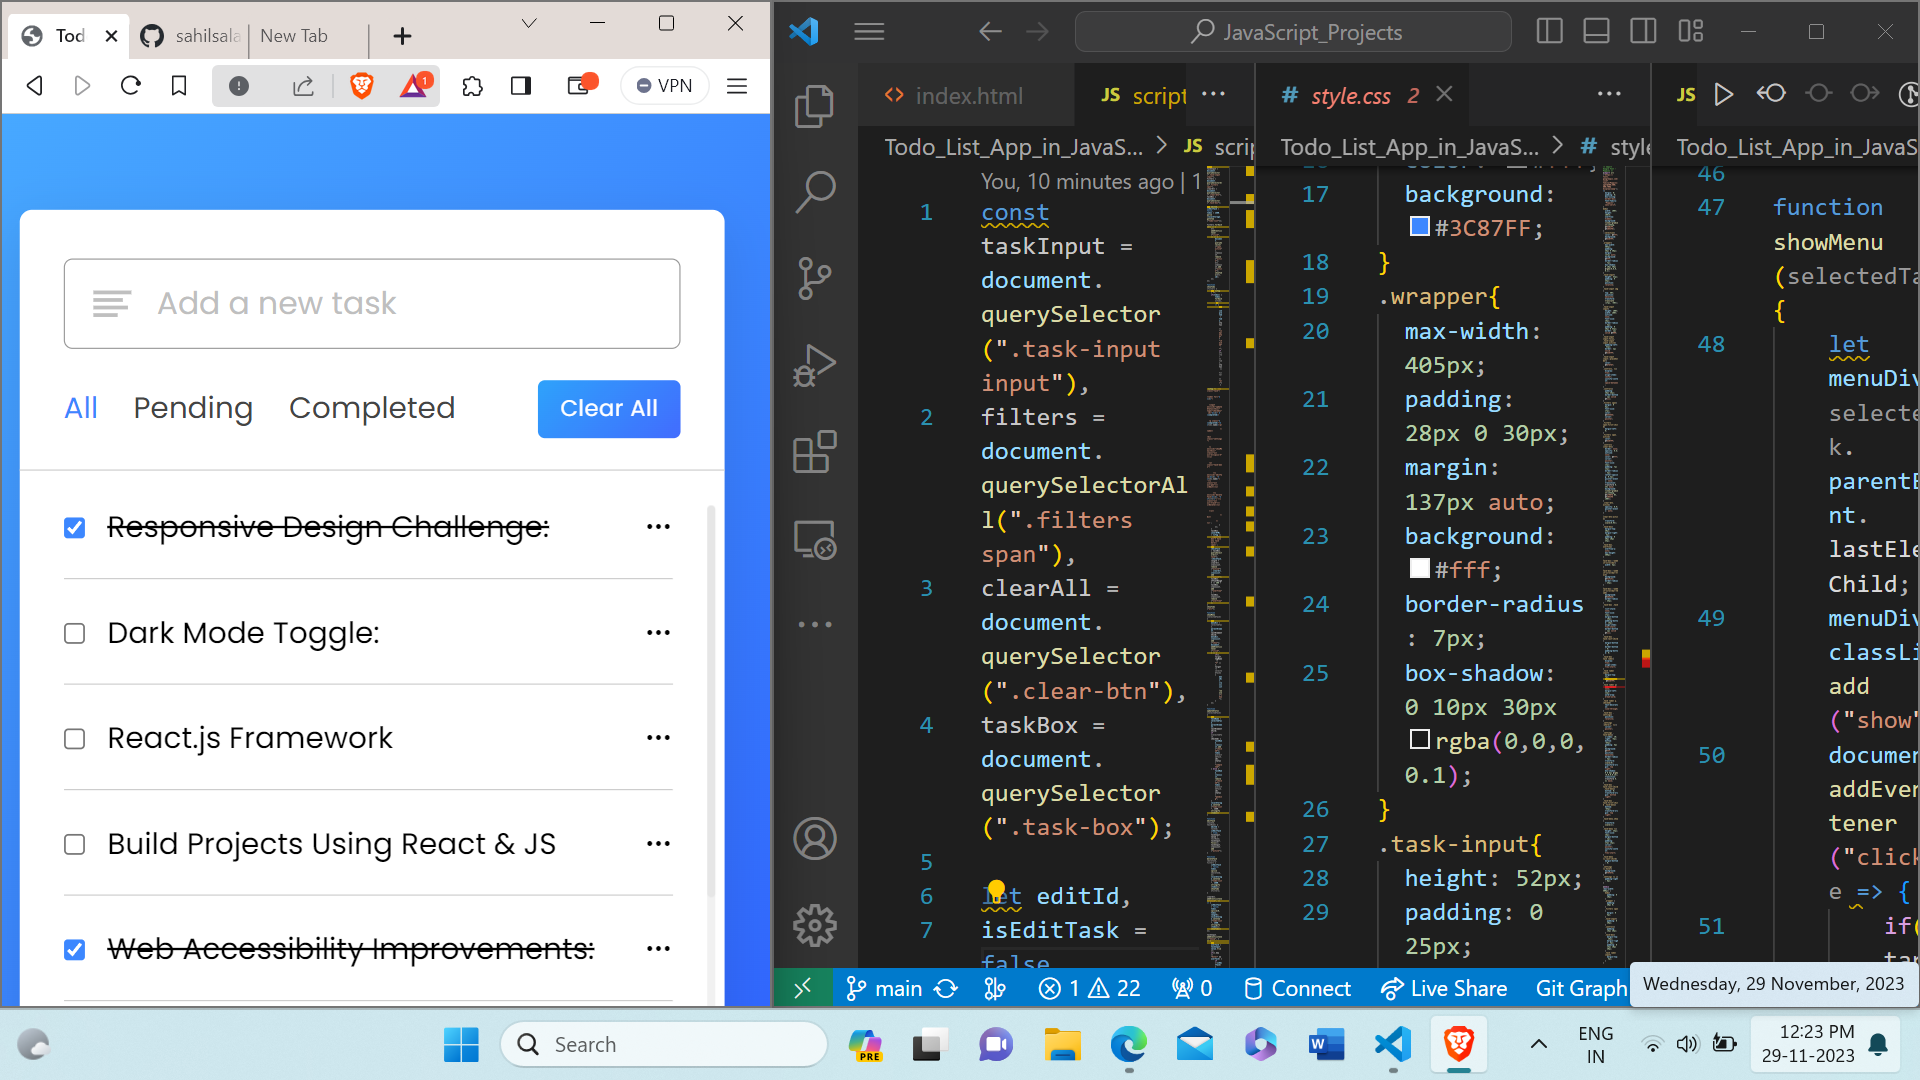 Tod
sahilsala
New Tab
1
VPN
Add a new task
All
Pending
Completed
Clear All
Responsive Design Challenge:
Dark Mode Toggle:
React.js Framework
Build Projects Using React & JS
Web Accessibility Improvements:
JavaScript_Projects
index.html
JS script
Todo_List_App_in_JavaS... > JS scrip
You, 10 minutes ago | 1
1 const
taskInput =
document.
querySelector
(".task-input
input"),
2 filters =
document.
querySelectorAl
l(".filters
span"),
3 clearAll =
document.
querySelector
(".clear-btn"),
4 taskBox =
document.
querySelector
(".task-box");
5
6 let editId,
7 isEditTask =
false
# style.css 2
Todo_List_App_in_JavaS... > # style
17 background:
#3C87FF;
18 }
19 .wrapper{
20 max-width:
405px;
21 padding:
28px 0 30px;
22 margin:
137px auto;
23 background:
#fff;
24 border-radius
: 7px;
25 box-shadow:
0 10px 30px
rgba(0,0,0,
0.1);
26 }
27 .task-input{
28 height: 52px;
29 padding: 0
25px;
JS
Todo_List_App_in_JavaS
46
47 function
showMenu
(selectedTa
{
48 let
menuDiv
selecte
k.
parentE
nt.
lastEle
Child;
49 menuDiv
classLi
add
("show"
50 documen
addEven
tener
("click
e => {
51 if(
tar
main
1 22
0
Connect
Live Share
Git Graph
Wednesday, 29 November, 2023
Search
PRE
ENG
IN
12:23 PM
29-11-2023